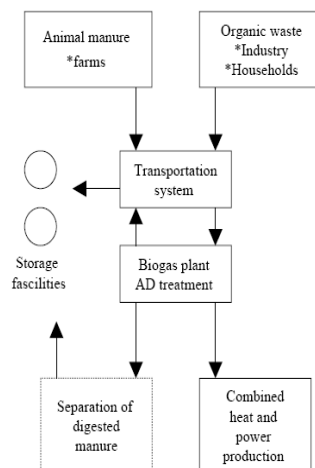 Animal manure
*farms
Organic waste
*Industry
*Households
Transportation
system
Storage
fascilities
Biogas plant
AD treatment
Separation of
digested
manure
Combined
heat and
power
production